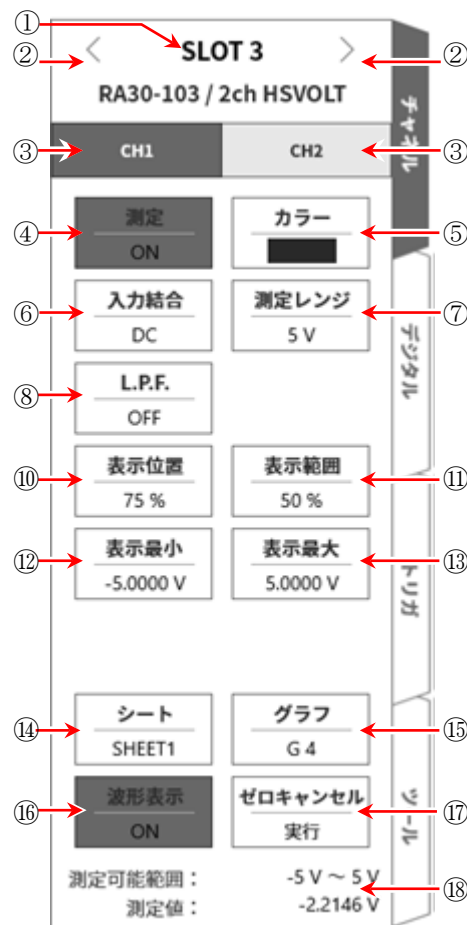 ①
② < SLOT 3 > ②
RA30-103 / 2ch HSVOLT
チャネル
③ CH1 CH2 ③
④ 測定 ON カラー ⑤
⑥ 入力結合 DC 測定レンジ 5 V ⑦
デジタル
⑧ L.P.F. OFF
⑩ 表示位置 75 % 表示範囲 50 % ⑪
⑫ 表示最小 -5.0000 V 表示最大 5.0000 V ⑬
トリガ
⑭ シート SHEET1 グラフ G 4 ⑮
⑯ 波形表示 ON ゼロキャンセル 実行 ⑰
ツール
測定可能範囲： -5 V ～ 5 V ⑱
測定値： -2.2146 V